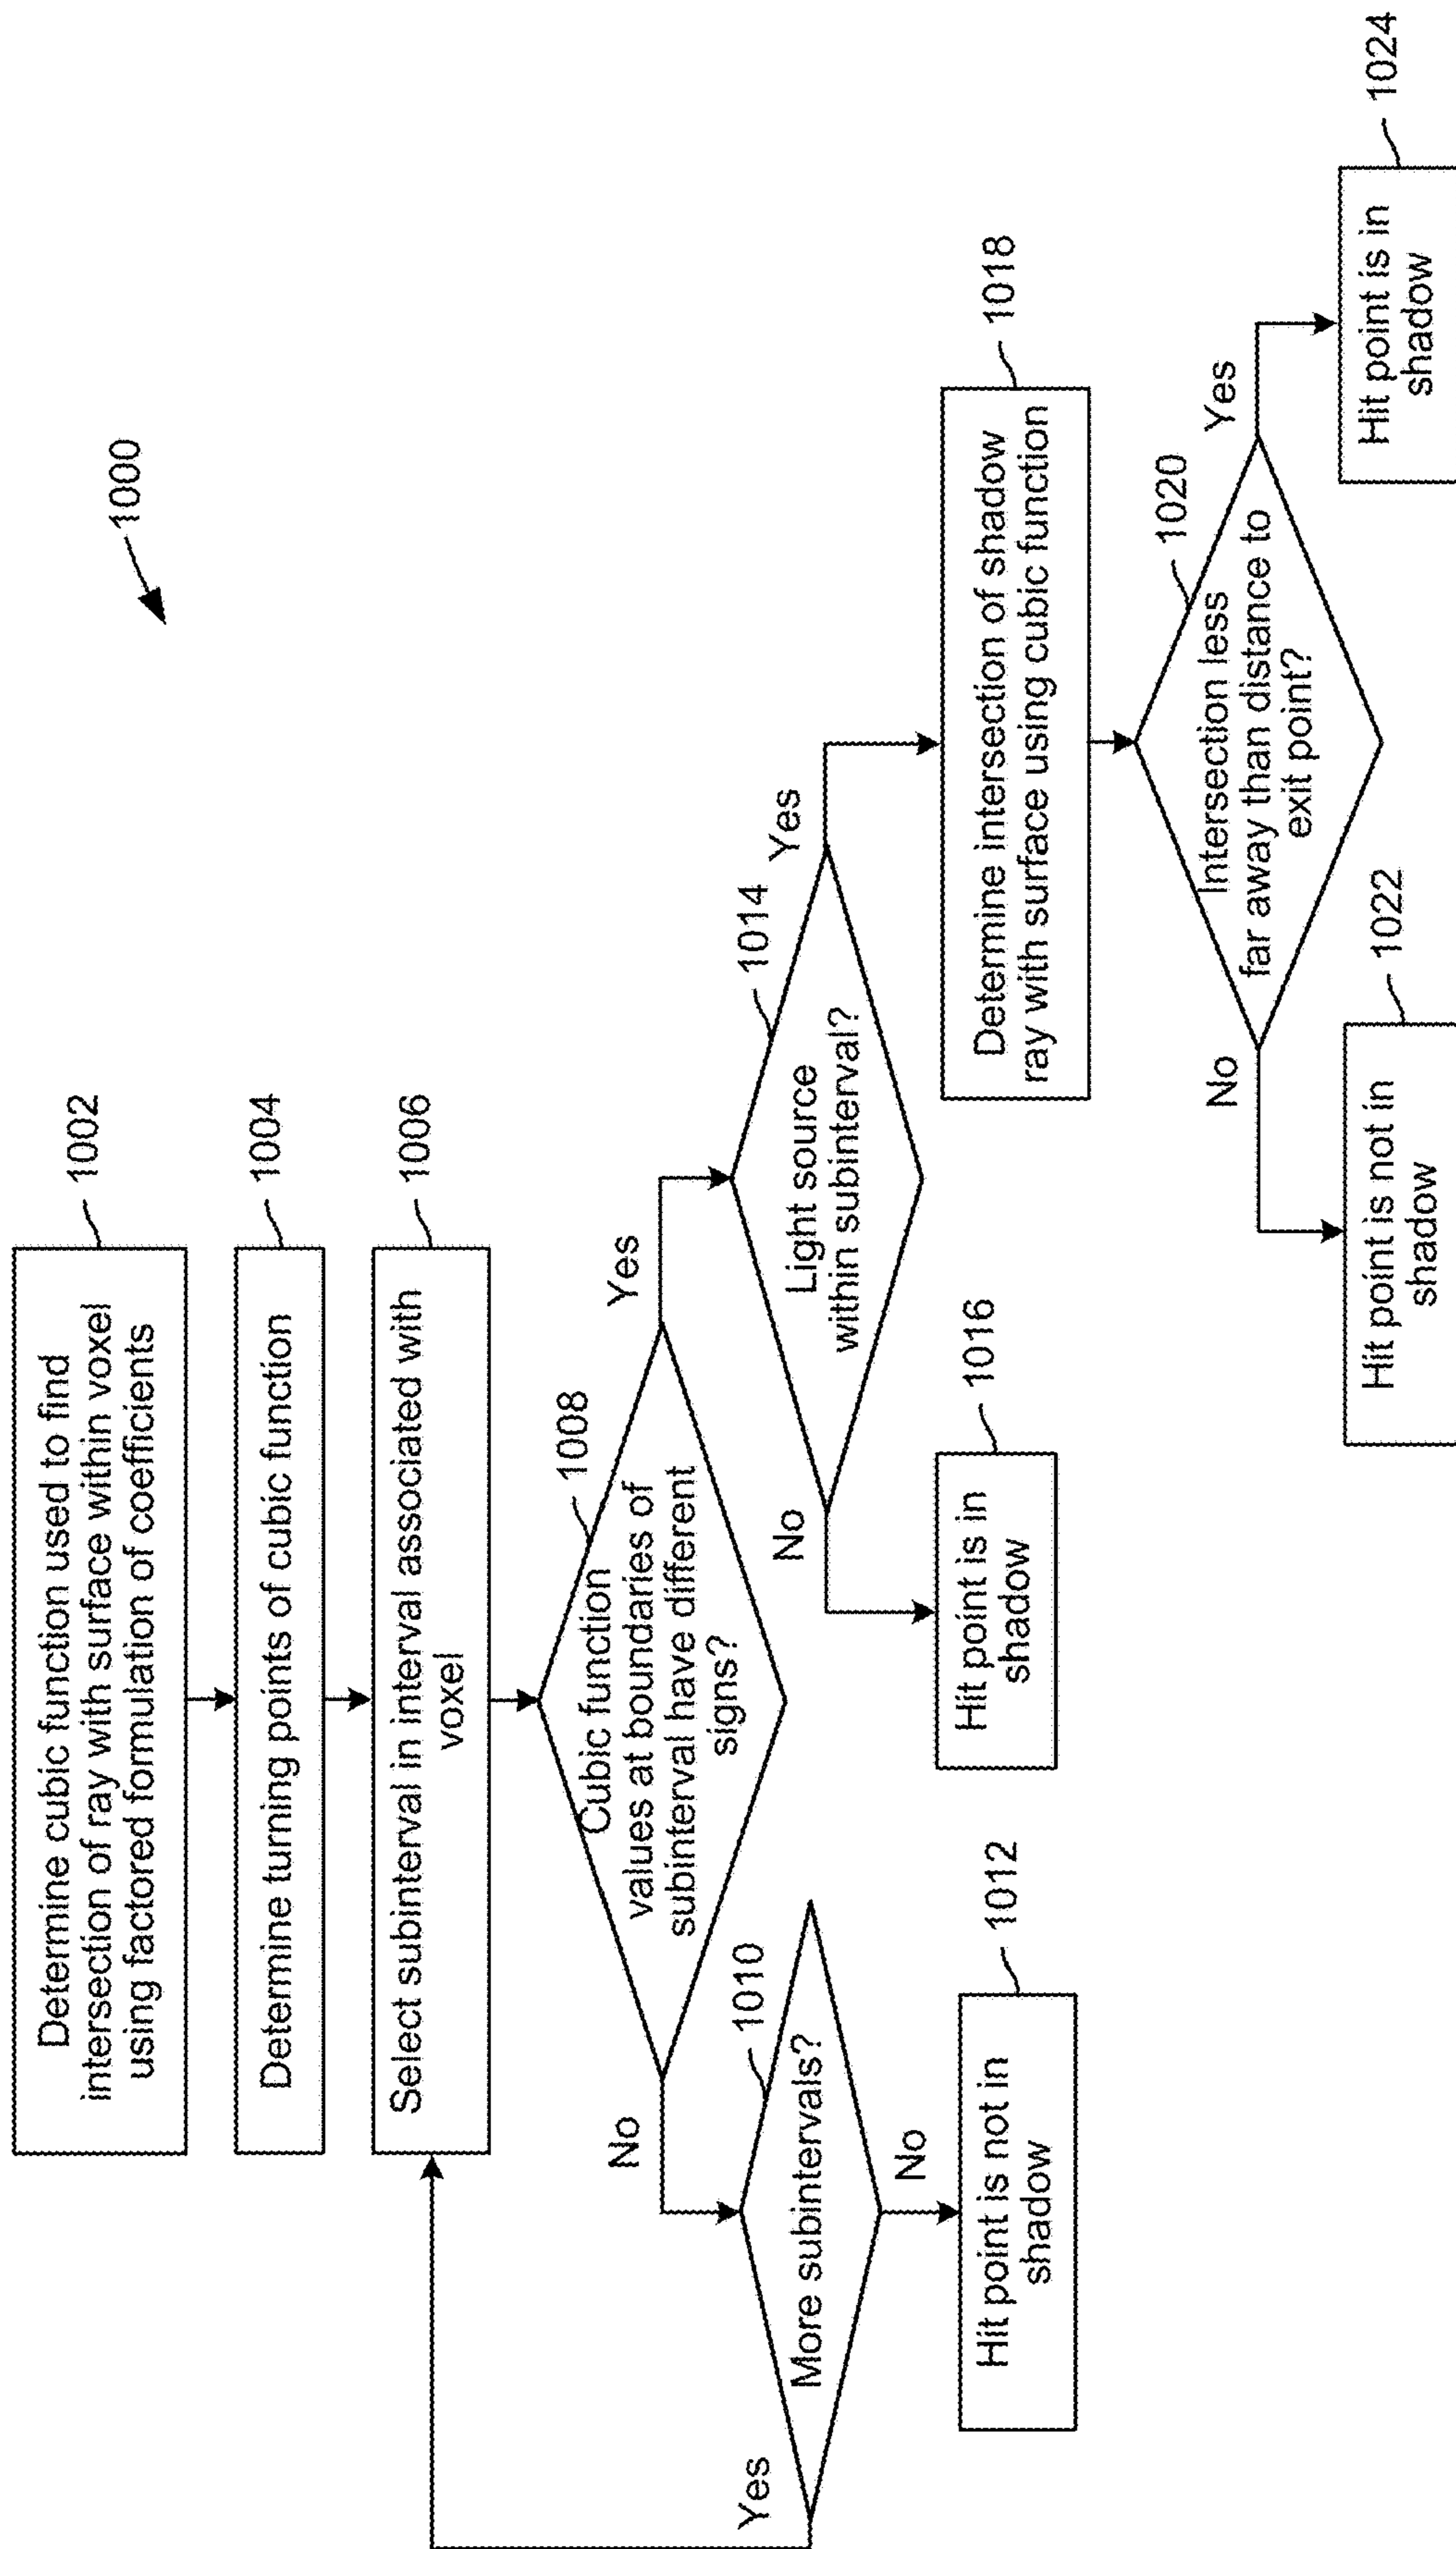 1000
Determine cubic function used to find
intersection of ray with surface within voxel
using factored formulation of coefficients
1002
Determine turning points of cubic function
1004
Select subinterval in interval associated with
voxel
1006
Cubic function
values at boundaries of
subinterval have different
signs?
1008
No
Yes
More subintervals?
1010
Yes
No
Hit point is not in
shadow
1012
Light source
within subinterval?
1014
No
Yes
Hit point is in
shadow
1016
Determine intersection of shadow
ray with surface using cubic function
1018
Intersection less
far away than distance to
exit point?
1020
No
Yes
Hit point is not in
shadow
1022
Hit point is in
shadow
1024